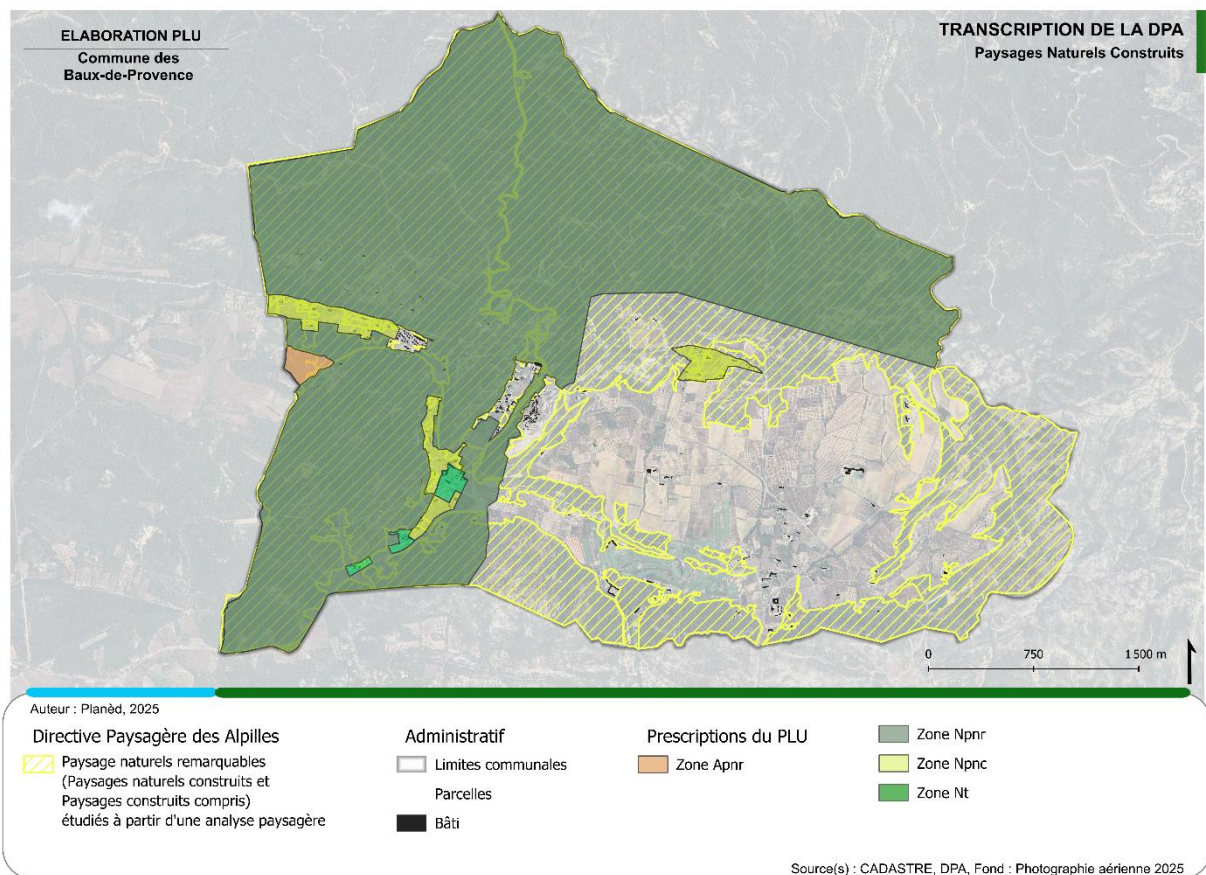 ELABORATION PLU
Commune des
Baux-de-Provence
TRANSCRIPTION DE LA DPA
Paysages Naturels Construits
0 750 1 500 m
Auteur : Planèd, 2025
Directive Paysagère des Alpilles
Paysage naturels remarquables
(Paysages naturels construits et
Paysages construits compris)
étudiés à partir d'une analyse paysagère
Administratif
Limites communales
Parcelles
Bâti
Prescriptions du PLU
Zone Apnr
Zone Npnr
Zone Npnc
Zone Nt
Source(s) : CADASTRE, DPA, Fond : Photographie aérienne 2025